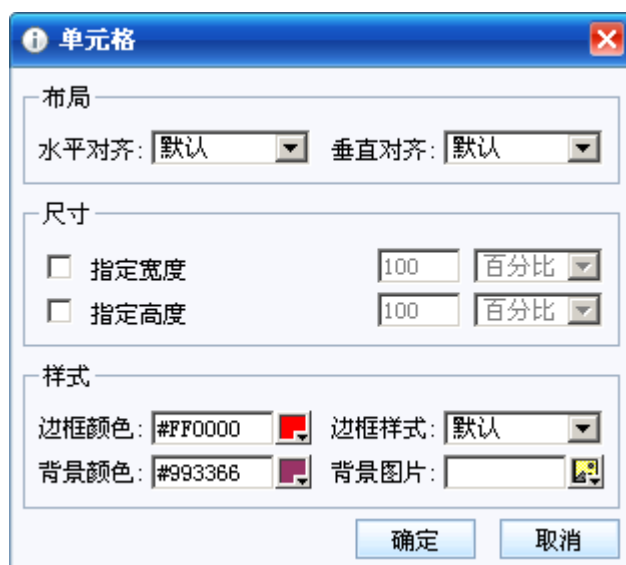 单元格
布局
水平对齐: 默认 垂直对齐: 默认
尺寸
指定宽度 100 百分比
指定高度 100 百分比
样式
边框颜色: #FF0000 边框样式: 默认
背景颜色: #993366 背景图片:
确定 取消